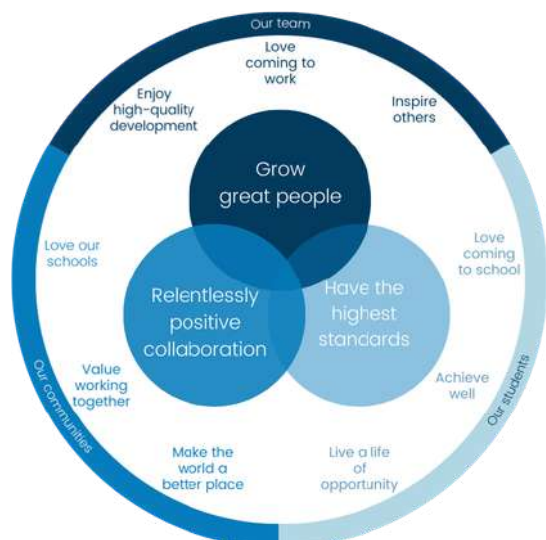 Our team
Love
coming to
work
Enjoy
high-quality
development
Inspire
others
Grow
great people
Love our
schools
Love
coming
to school
Relentlessly
positive
collaboration
Have the
highest
standards
Value
working
together
Achieve
well
Make the
world a
better place
Live a life
of
opportunity
Our communities
Our students